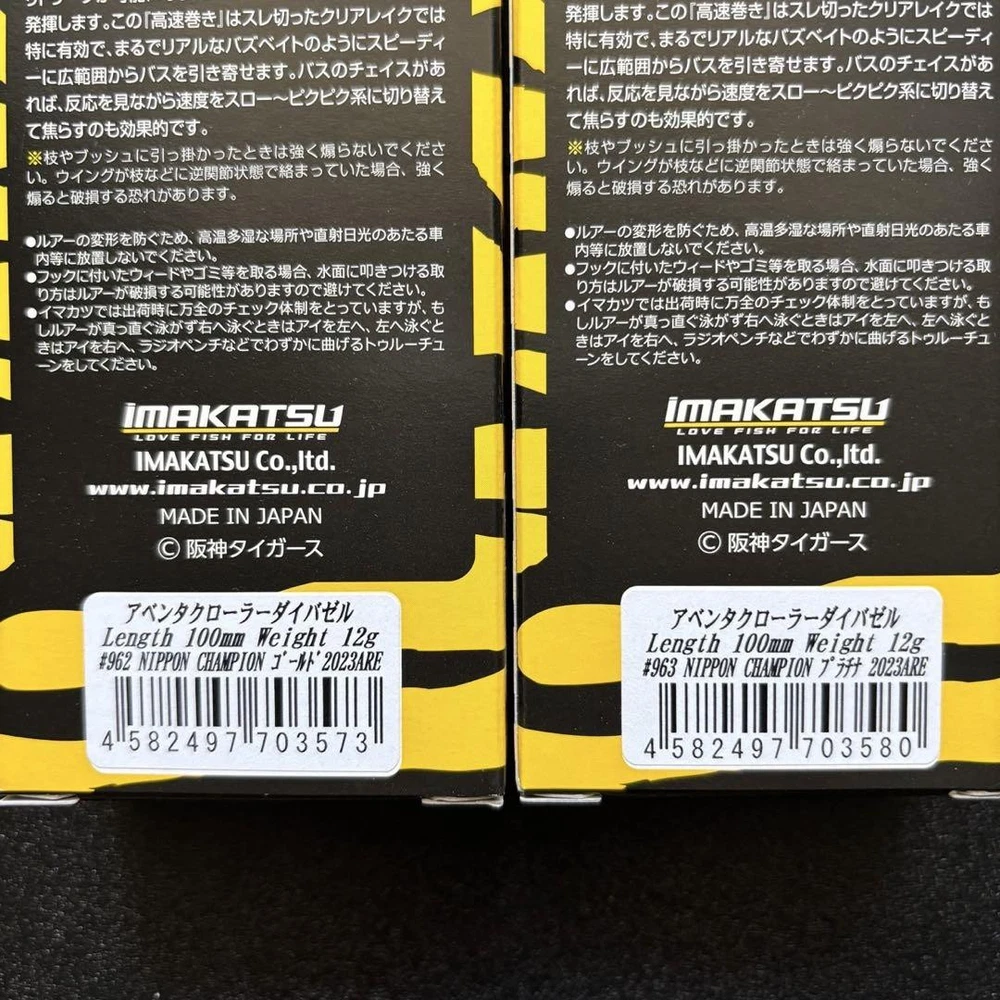 発揮します。この『高速巻き』はスレ切ったクリアレイクでは
特に有効で、まるでリアルなバズベイトのようにスピーディ
ーに広範囲からバスを引き寄せます。バスのチェイスがあ
れば、反応を見ながら速度をスロー〜ピクピク系に切り替え
て焦らすのも効果的です。
※枝やブッシュに引っ掛かったときは強く煽らないでくださ
い。ウイングが枝などに逆関節状態で絡まっていた場合、強く
煽ると破損する恐れがあります。
●ルアーの変形を防ぐため、高温多湿な場所や直射日光のあたる車
内等に放置しないでください。
●フックに付いたウィードやゴミ等を取る場合、水面に叩きつける取
り方はルアーが破損する可能性がありますので避けてください。
●イマカツでは出荷時に万全のチェック体制をとっていますが、も
しルアーが真っ直ぐ泳がず右へ泳ぐときはアイを左へ、左へ泳ぐと
きはアイを右へ、ラジオペンチなどでわずかに曲げるトゥルーチュ
ーンをしてください。
IMAKATSU
LOVE FISH FOR LIFE
IMAKATSU Co.,ltd.
www.imakatsu.co.jp
MADE IN JAPAN
© 阪神タイガース
アベンタクローラーダイバゼル
Length 100mm Weight 12g
#962 NIPPON CHAMPION ゴールド 2023ARE
4 582497 703573
発揮します。この『高速巻き』はスレ切ったクリアレイクでは
特に有効で、まるでリアルなバズベイトのようにスピーディ
ーに広範囲からバスを引き寄せます。バスのチェイスがあ
れば、反応を見ながら速度をスロー〜ピクピク系に切り替え
て焦らすのも効果的です。
※枝やブッシュに引っ掛かったときは強く煽らないでくださ
い。ウイングが枝などに逆関節状態で絡まっていた場合、強く
煽ると破損する恐れがあります。
●ルアーの変形を防ぐため、高温多湿な場所や直射日光のあたる車
内等に放置しないでください。
●フックに付いたウィードやゴミ等を取る場合、水面に叩きつける取
り方はルアーが破損する可能性がありますので避けてください。
●イマカツでは出荷時に万全のチェック体制をとっていますが、も
しルアーが真っ直ぐ泳がず右へ泳ぐときはアイを左へ、左へ泳ぐと
きはアイを右へ、ラジオペンチなどでわずかに曲げるトゥルーチュ
ーンをしてください。
IMAKATSU
LOVE FISH FOR LIFE
IMAKATSU Co.,ltd.
www.imakatsu.co.jp
MADE IN JAPAN
© 阪神タイガース
アベンタクローラーダイバゼル
Length 100mm Weight 12g
#963 NIPPON CHAMPION プラチナ 2023ARE
4 582497 703580